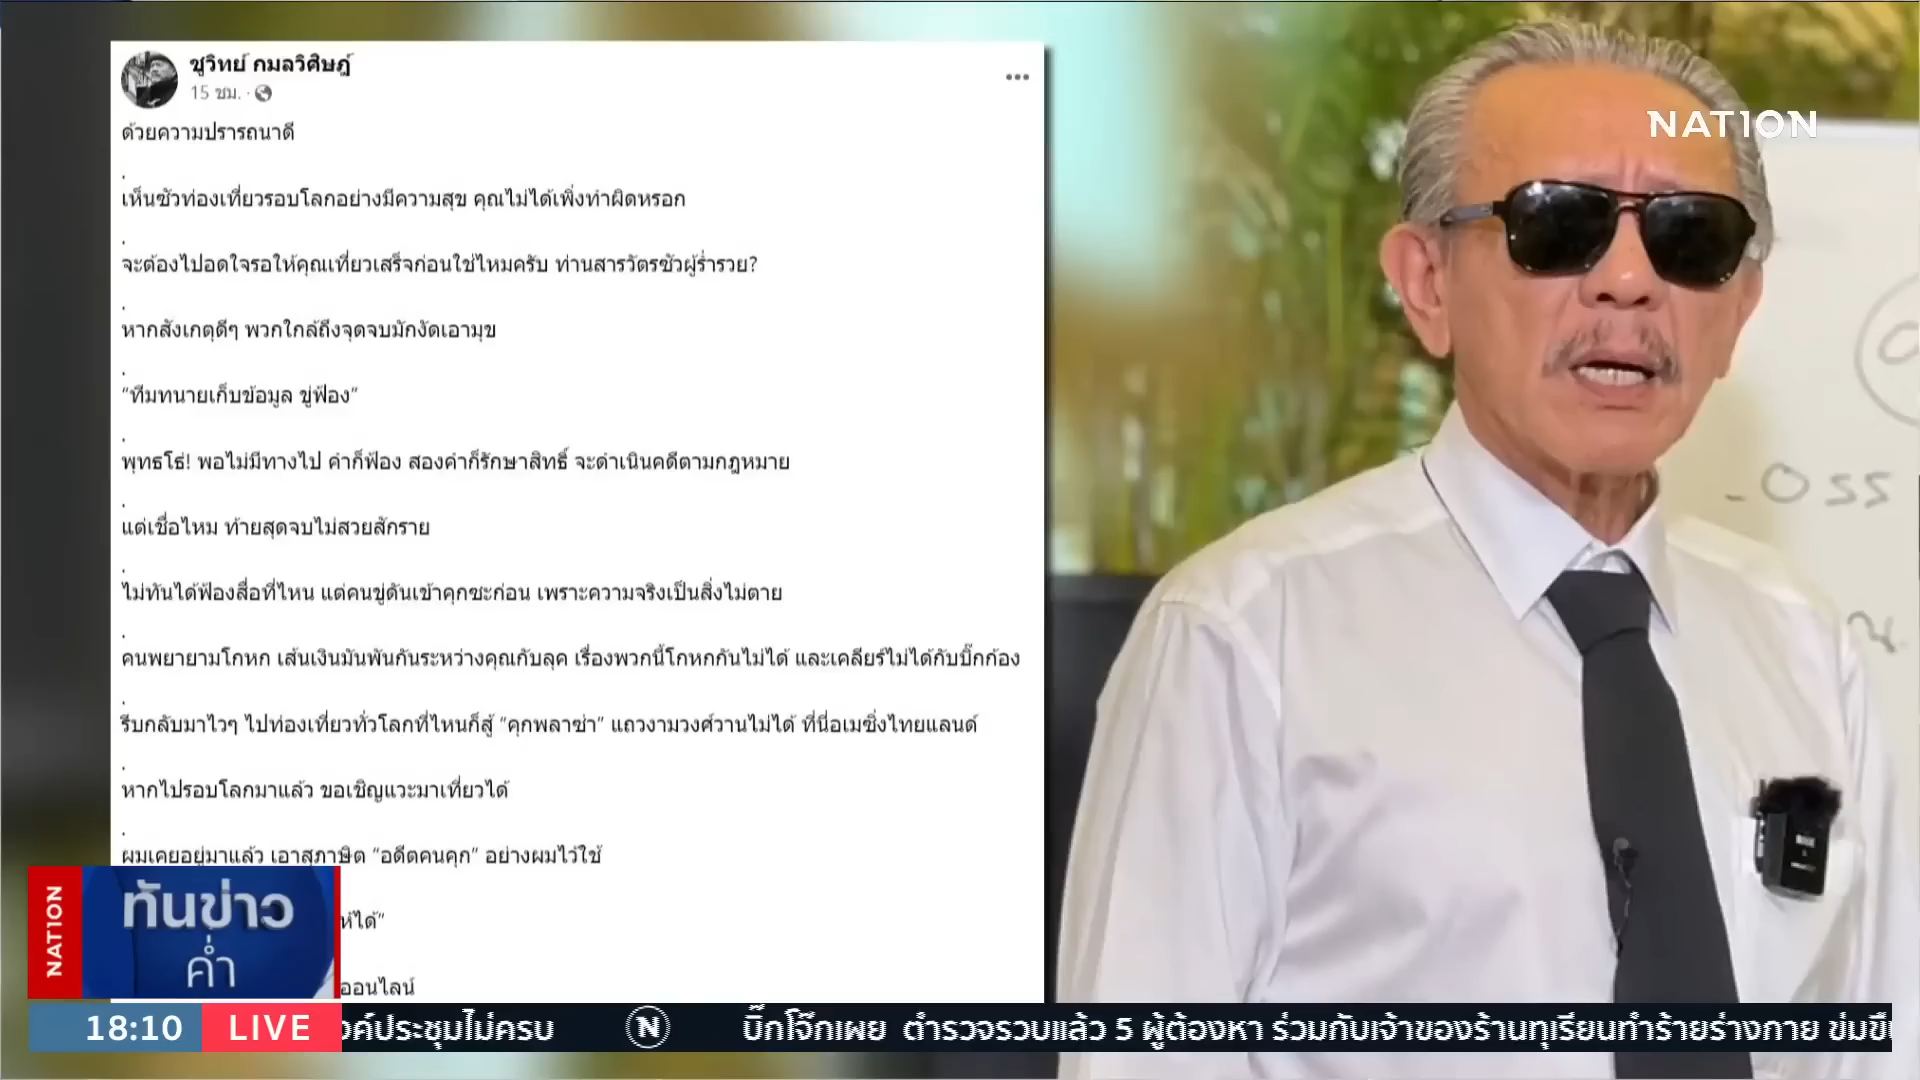 ชูวิทย์ กมลวิศิษฎ์
15 ชม.
ด้วยความปรารถนาดี
.
เห็นซัวท่องเที่ยวรอบโลกอย่างมีความสุข คุณไม่ได้เพิ่งทำผิดหรอก
.
จะต้องไปอดใจรอให้คุณเที่ยวเสร็จก่อนใช่ไหมครับ ท่านสารวัตรซัวผู้ร่ำรวย?
.
หากสังเกตุดีๆ พวกใกล้ถึงจุดจบมักงัดเอามุข
.
“ทีมทนายเก็บข้อมูล ขู่ฟ้อง”
.
พุทธโธ่! พอไม่มีทางไป คำก็ฟ้อง สองคำก็รักษาสิทธิ์ จะดำเนินคดีตามกฎหมาย
.
แต่เชื่อไหม ท้ายสุดจบไม่สวยสักราย
.
ไม่ทันได้ฟ้องสื่อที่ไหน แต่คนขู่ดันเข้าคุกซะก่อน เพราะความจริงเป็นสิ่งไม่ตาย
.
คนพยายามโกหก เส้นเงินมันพันกันระหว่างคุณกับลุค เรื่องพวกนี้โกหกกันไม่ได้ และเคลียร์ไม่ได้กับบิ๊กก้อง
.
รีบกลับมาไวๆ ไปท่องเที่ยวทั่วโลกที่ไหนก็สู้ “คุกพลาซ่า” แถวงามวงศ์วานไม่ได้ ที่นี่อเมซิ่งไทยแลนด์
.
หากไปรอบโลกมาแล้ว ขอเชิญแวะมาเที่ยวได้
.
ผมเคยอยู่มาแล้ว เอาสุภาษิต “อดีตคนคุก” อย่างผมไว้ใช้
ห้ได้”
ออนไลน์
NATION
OSS
NATION
ทันข่าว
ค่ำ
18:10 LIVE
งค์ประชุมไม่ครบ N บิ๊กโจ๊กเผย ตำรวจรวบแล้ว 5 ผู้ต้องหา ร่วมกับเจ้าของร้านทุเรียนทำร้ายร่างกาย ข่มขืน